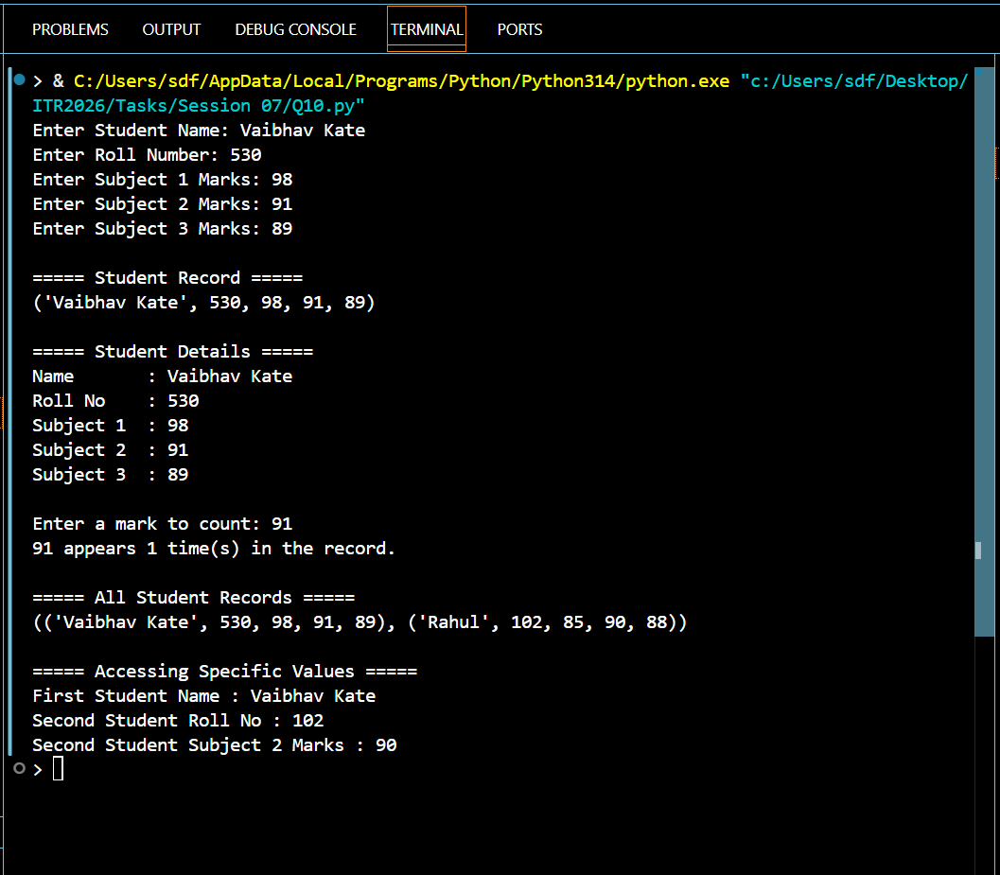 PROBLEMS OUTPUT DEBUG CONSOLE TERMINAL PORTS
> & C:/Users/sdf/AppData/Local/Programs/Python/Python314/python.exe "c:/Users/sdf/Desktop/
ITR2026/Tasks/Session 07/Q10.py"
Enter Student Name: Vaibhav Kate
Enter Roll Number: 530
Enter Subject 1 Marks: 98
Enter Subject 2 Marks: 91
Enter Subject 3 Marks: 89
===== Student Record =====
('Vaibhav Kate', 530, 98, 91, 89)
===== Student Details =====
Name       : Vaibhav Kate
Roll No    : 530
Subject 1  : 98
Subject 2  : 91
Subject 3  : 89
Enter a mark to count: 91
91 appears 1 time(s) in the record.
===== All Student Records =====
(('Vaibhav Kate', 530, 98, 91, 89), ('Rahul', 102, 85, 90, 88))
===== Accessing Specific Values =====
First Student Name : Vaibhav Kate
Second Student Roll No : 102
Second Student Subject 2 Marks : 90
>